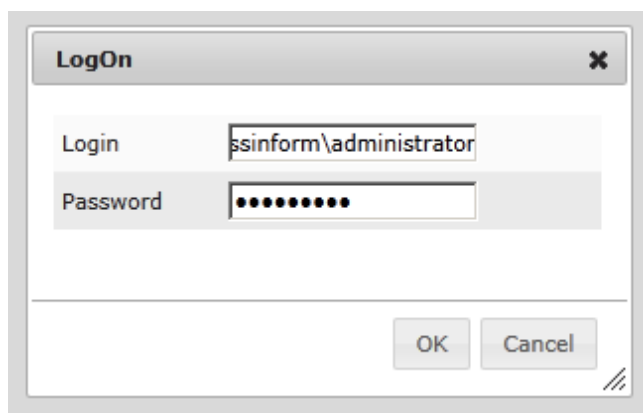 LogOn
Login ssinform\administrator
Password •••••••••
OK Cancel